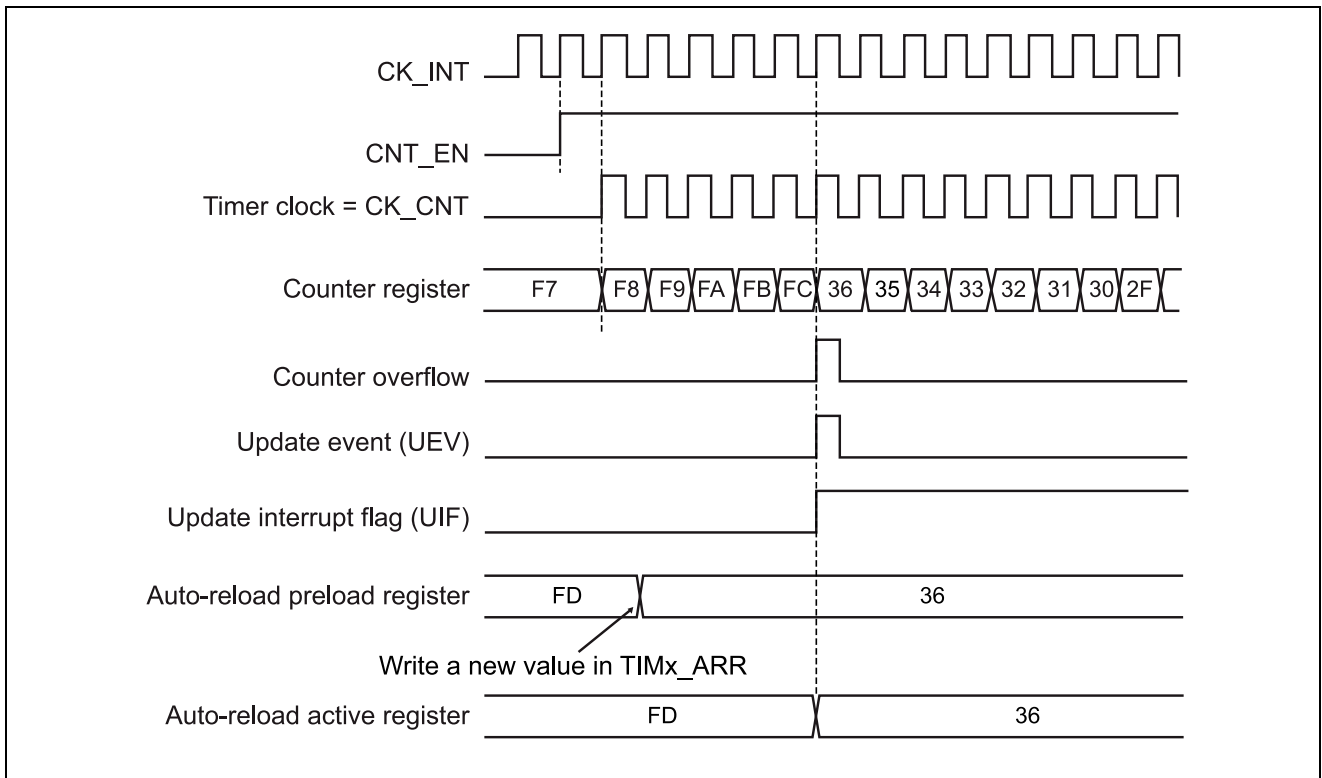 CK_INT
CNT_EN
Timer clock = CK_CNT
Counter register F7 F8 F9 FA FB FC 36 35 34 33 32 31 30 2F
Counter overflow
Update event (UEV)
Update interrupt flag (UIF)
Auto-reload preload register FD 36
Write a new value in TIMx_ARR
Auto-reload active register FD 36